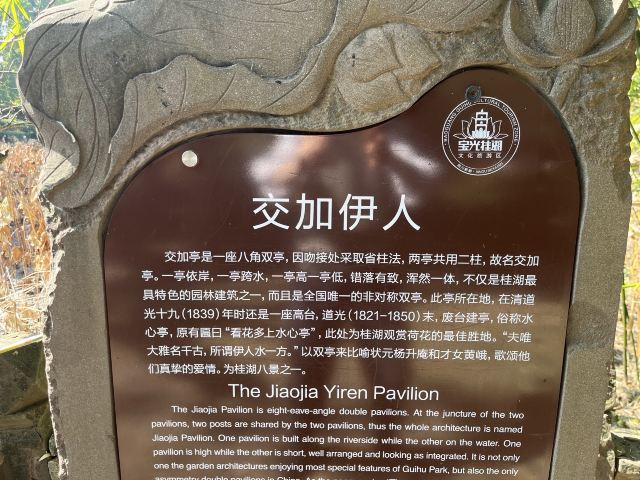 宝光桂湖
文化旅游区
交加伊人
交加亭是一座八角双亭，因吻接处采取省柱法，两亭共用二柱，故名交加
亭。一亭依岸，一亭跨水，一亭高一亭低，错落有致，浑然一体，不仅是桂湖最
具特色的园林建筑之一，而且是全国唯一的非对称双亭。此亭所在地，在清道
光十九（1839）年时还是一座高台，道光（1821-1850）末，废台建亭，俗称水
心亭，原有匾曰“看花多上水心亭”，此处为桂湖观赏荷花的最佳胜地。“夫唯
大雅名千古，所谓伊人水一方。”以双亭来比喻状元杨升庵和才女黄峨，歌颂他
们真挚的爱情。为桂湖八景之一。
The Jiaojia Yiren Pavilion
The Jiaojia Pavilion is eight-eave-angle double pavilions. At the juncture of the two
pavilions, two posts are shared by the two pavilions, thus the whole architecture is named
Jiaojia Pavilion. One pavilion is built along the riverside while the other on the water. One
pavilion is high while the other is short, well arranged and looking as integrated. It is not only
one the garden architectures enjoying most special features of Guihu Park, but also the only
asymmetry double pavilions in China.